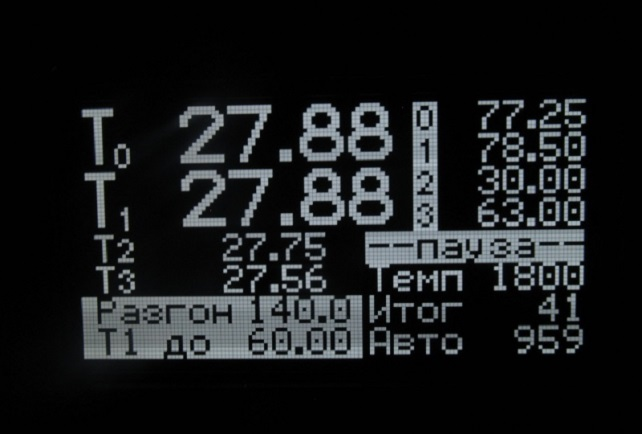 T0 27.88
T1 27.88
T2 27.75
T3 27.56
Разгон 140.0
T1 до 60.00
0 77.25
1 78.50
2 30.00
3 63.00
--пауза--
Темп 1800
Итог 41
Авто 959